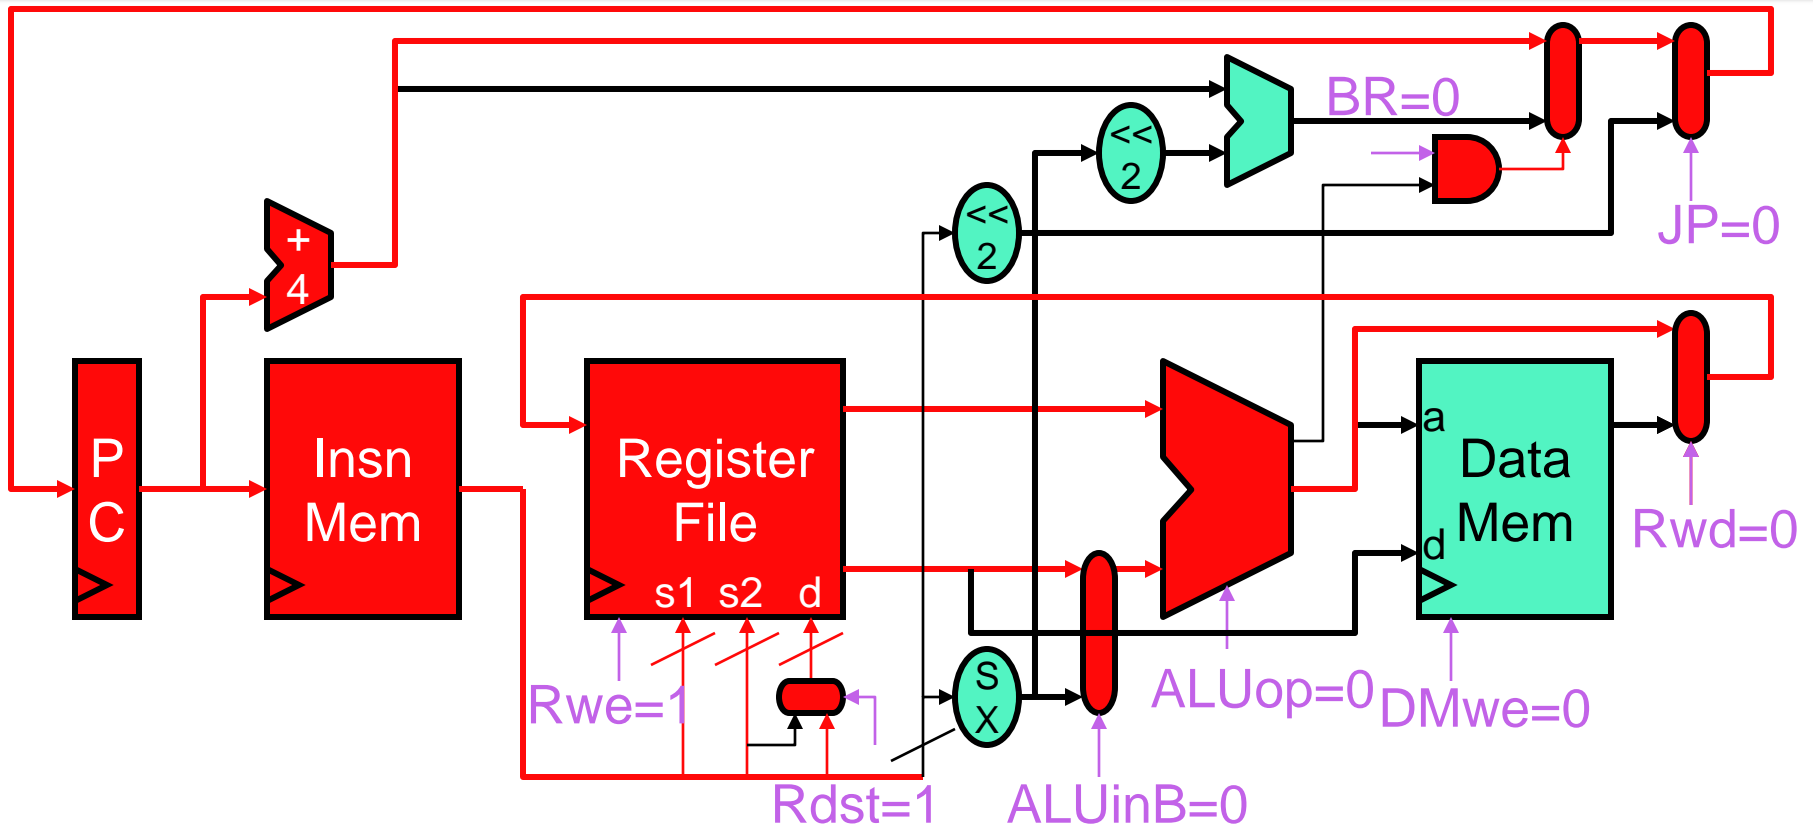 BR=0
<<
2
<<
2
JP=0
+
4
P
C
Insn
Mem
Register
File
s1 s2 d
a
Data
Mem
d
Rwd=0
Rwe=1
S
X
ALUop=0
DMwe=0
Rdst=1
ALUinB=0